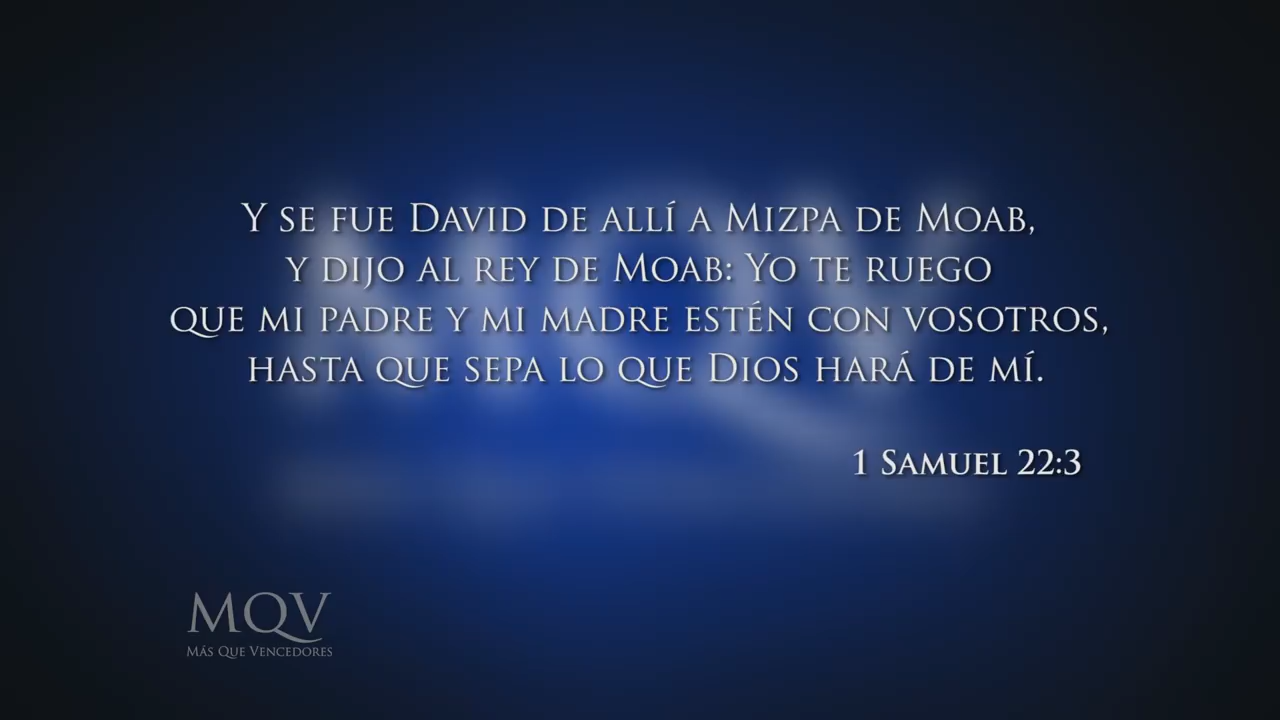 Y se fue David de allí a Mizpa de Moab,
y dijo al rey de Moab: Yo te ruego
que mi padre y mi madre estén con vosotros,
hasta que sepa lo que Dios hará de mí.
1 Samuel 22:3
MQV
Más Que Vencedores